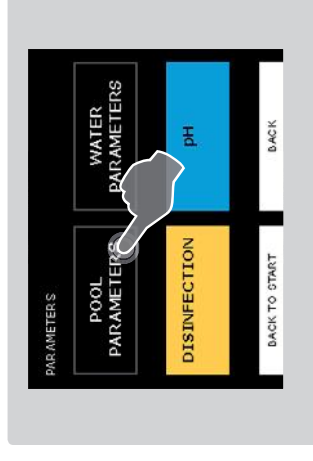 PARAMETERS
POOL
PARAMETERS
WATER
PARAMETERS
DISINFECTION
pH
BACK TO START
BACK